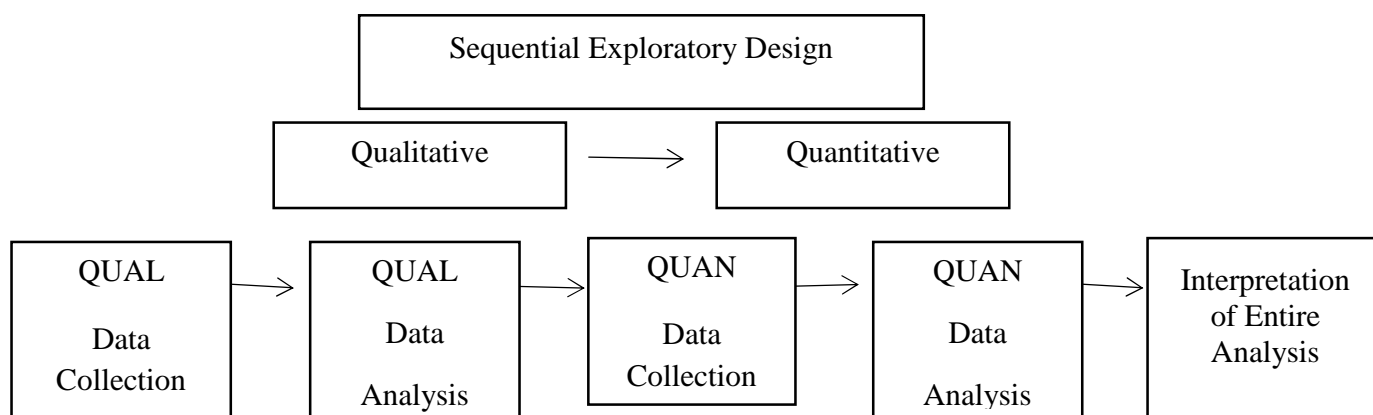 Sequential Exploratory Design
Qualitative
Quantitative
QUAL
Data
Collection
QUAL
Data
Analysis
QUAN
Data
Collection
QUAN
Data
Analysis
Interpretation
of Entire
Analysis